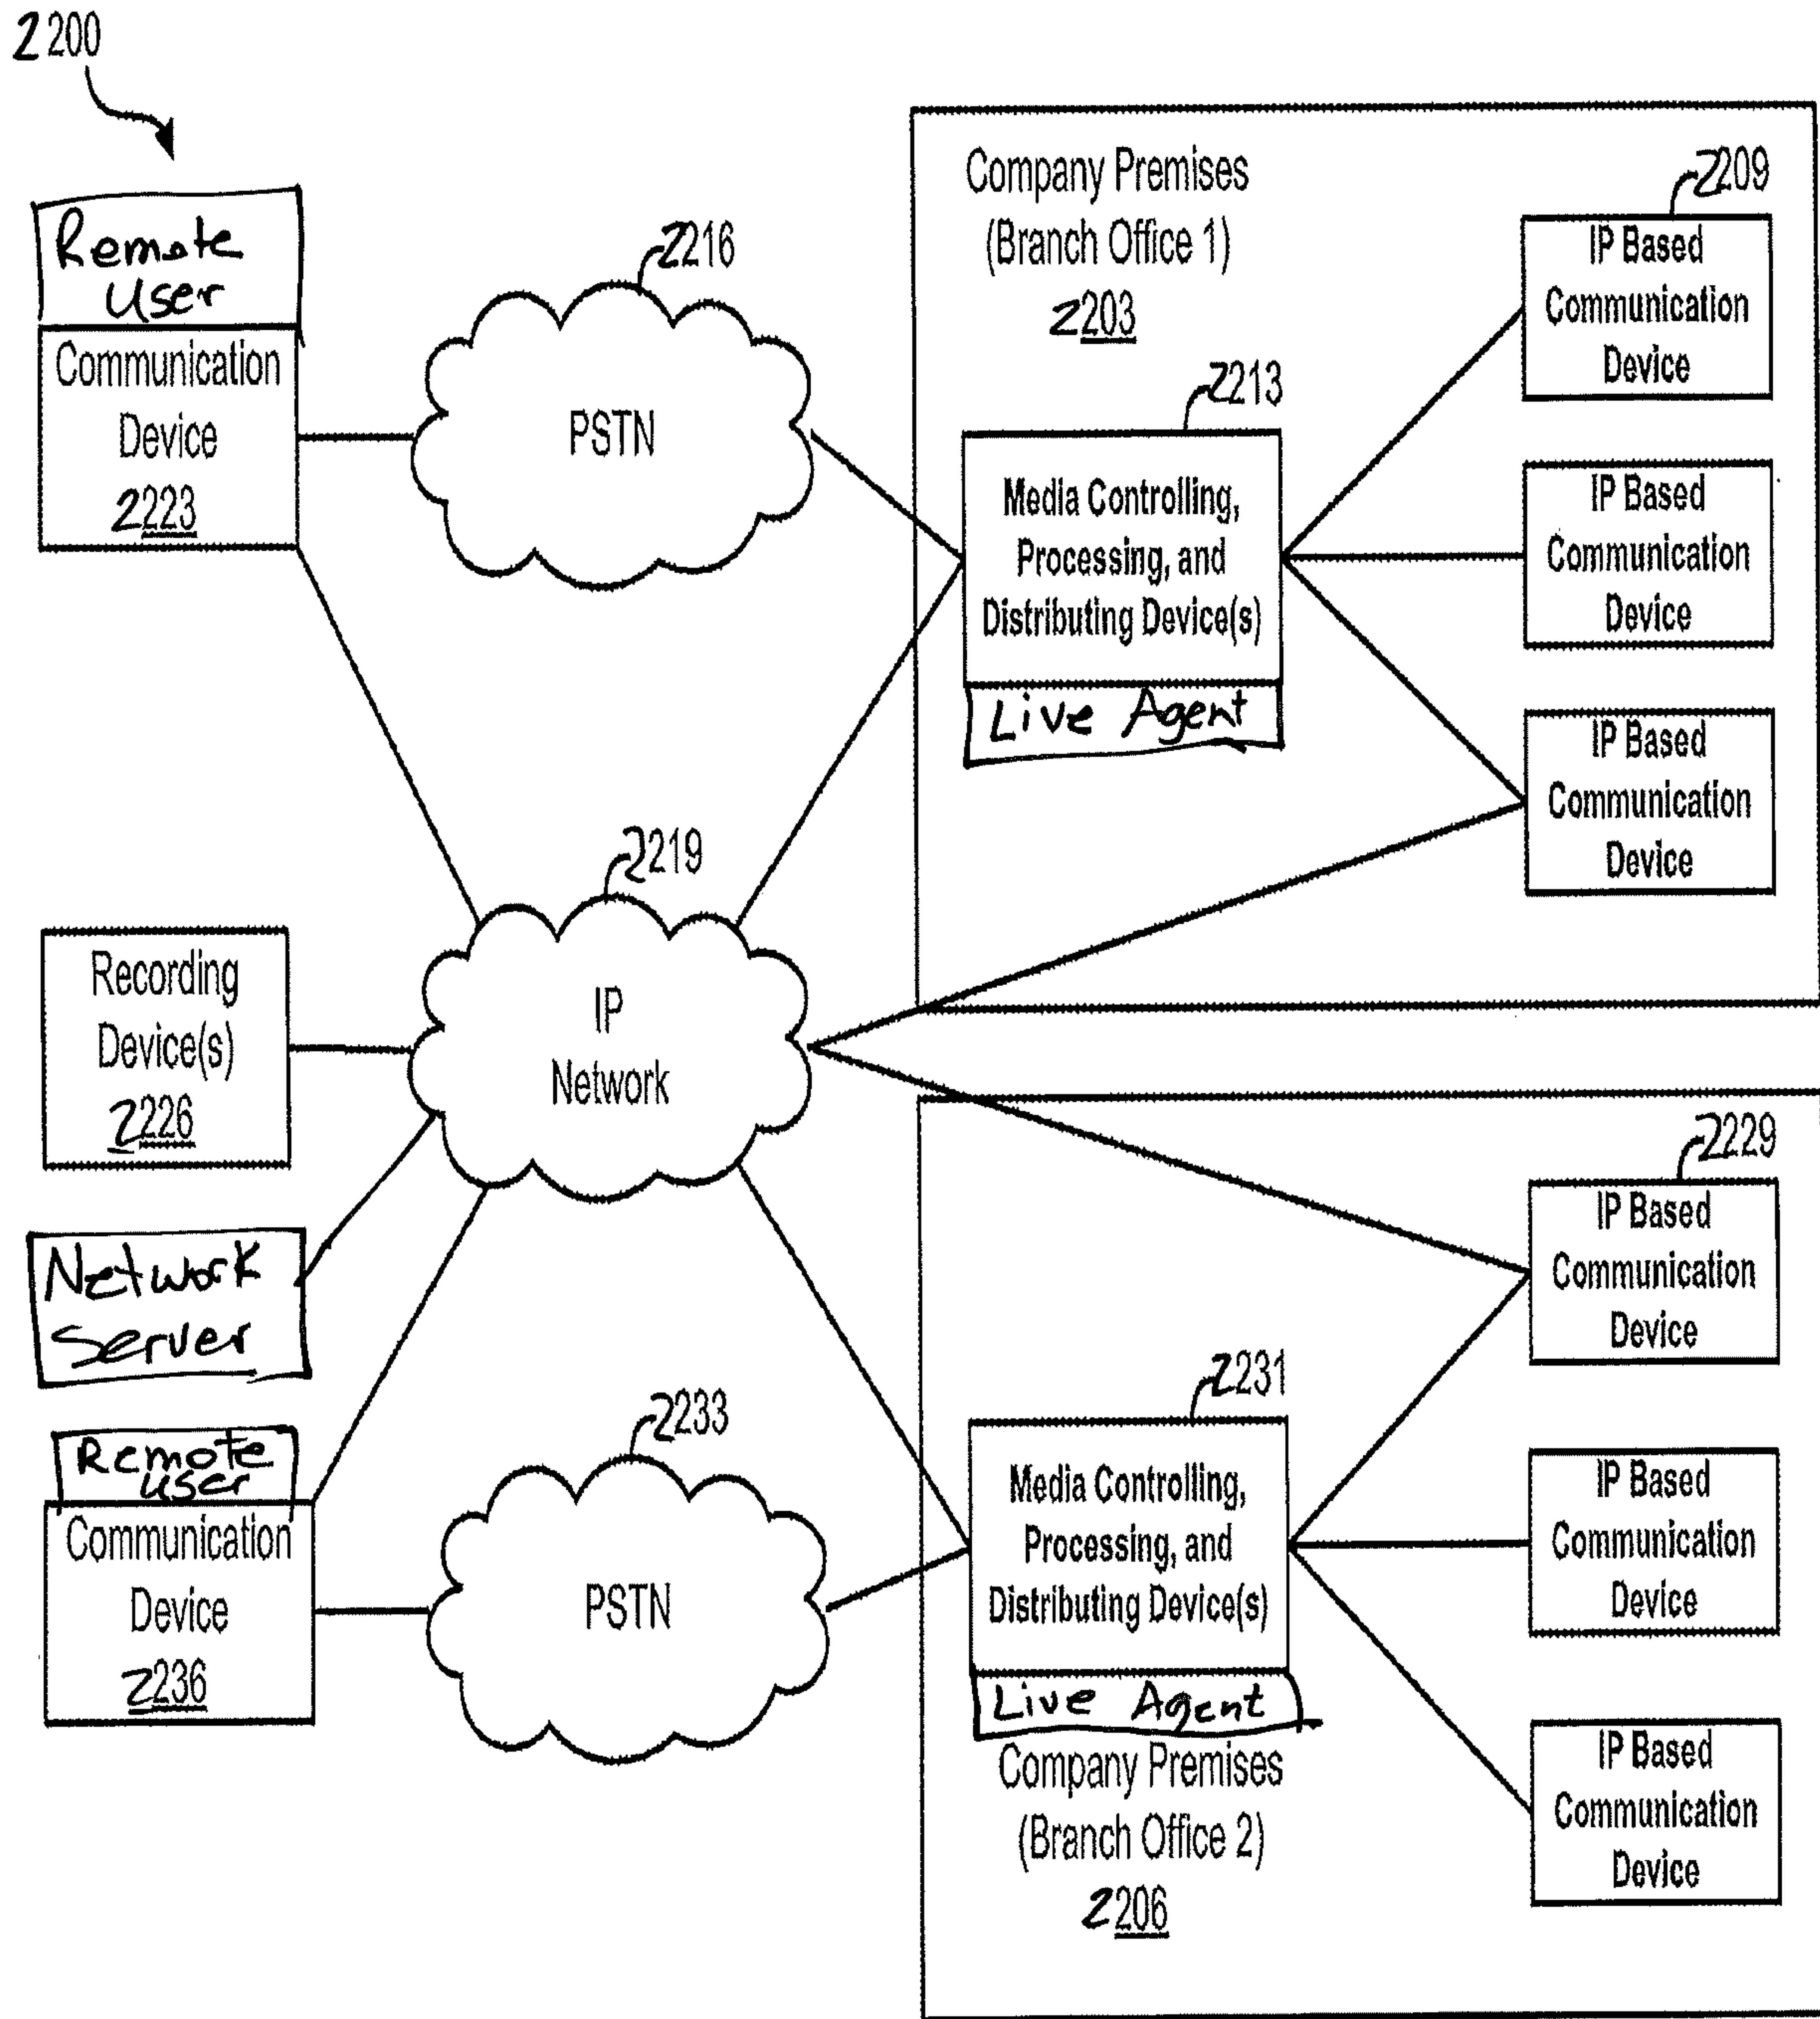 2200
Remote
User
Communication
Device
2223
2216
PSTN
Company Premises
(Branch Office 1)
2203
2209
IP Based
Communication
Device
2213
Media Controlling,
Processing, and
Distributing Device(s)
Live Agent
IP Based
Communication
Device
IP Based
Communication
Device
2219
IP
Network
Recording
Device(s)
2226
Network
Server
Remote
User
Communication
Device
2236
2233
PSTN
2229
IP Based
Communication
Device
2231
Media Controlling,
Processing, and
Distributing Device(s)
Live Agent
Company Premises
(Branch Office 2)
2206
IP Based
Communication
Device
IP Based
Communication
Device